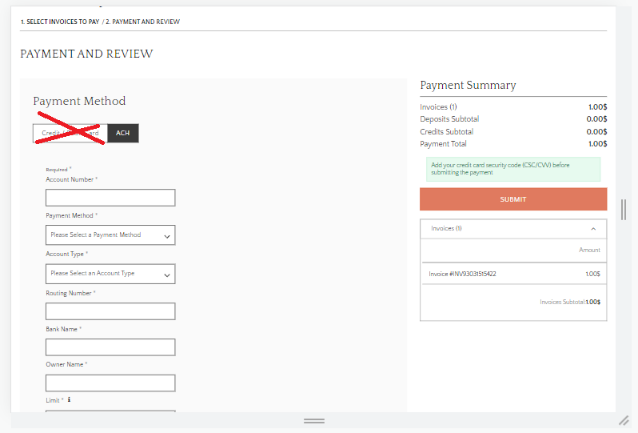 1. SELECT INVOICES TO PAY / 2. PAYMENT AND REVIEW
PAYMENT AND REVIEW
Payment Method
ACH
Required *
Account Number *
Payment Method *
Please Select a Payment Method
Account Type *
Please Select an Account Type
Routing Number *
Bank Name *
Owner Name *
Limit * i
Payment Summary
Invoices (1) 1.00$
Deposits Subtotal 0.00$
Credits Subtotal 0.00$
Payment Total 1.00$
Add your credit card security code (CSC/CVV) before
submitting the payment
SUBMIT
Invoices (1)
Amount
Invoice #INV93031515422 1.00$
Invoices Subtotal 1.00$